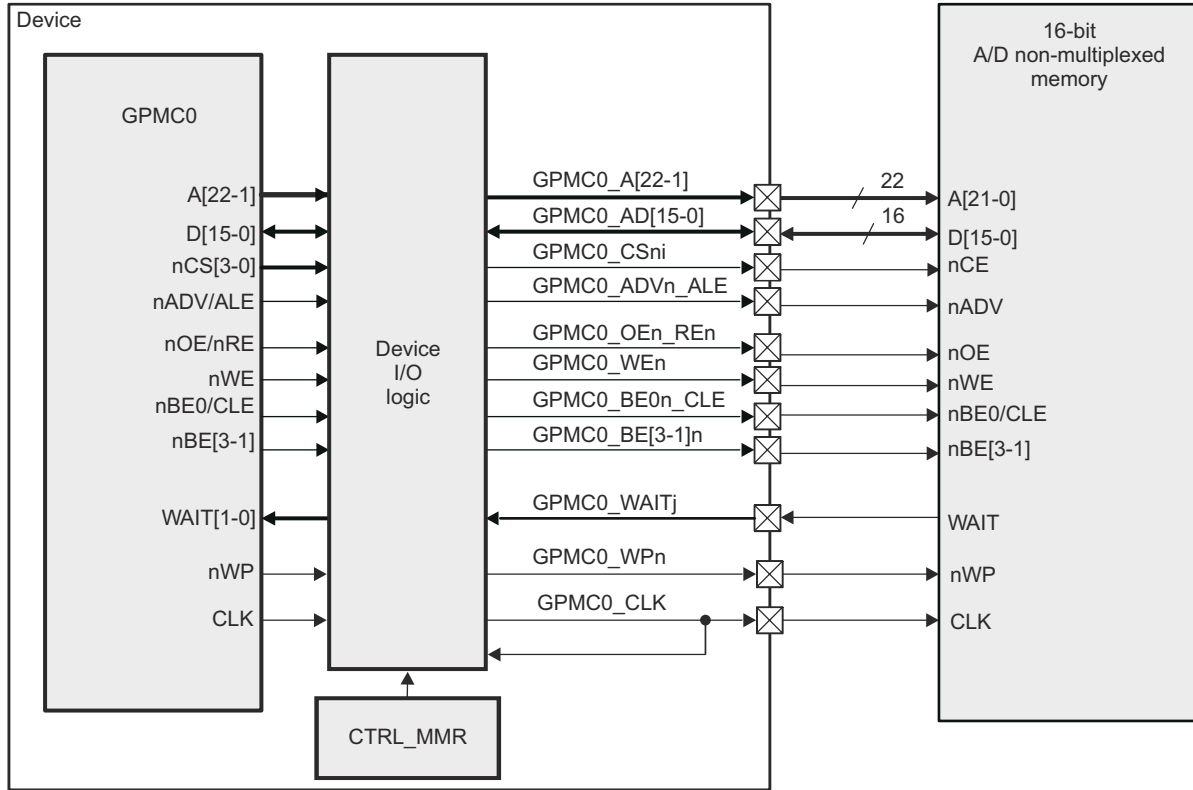 Device
GPMC0
A[22-1]
D[15-0]
nCS[3-0]
nADV/ALE
nOE/nRE
nWE
nBE0/CLE
nBE[3-1]
WAIT[1-0]
nWP
CLK
Device
I/O
logic
CTRL_MMR
GPMC0_A[22-1]
GPMC0_AD[15-0]
GPMC0_CSni
GPMC0_ADVn_ALE
GPMC0_OEn_REn
GPMC0_WEn
GPMC0_BE0n_CLE
GPMC0_BE[3-1]n
GPMC0_WAITj
GPMC0_WPn
GPMC0_CLK
22
16
16-bit
A/D non-multiplexed
memory
A[21-0]
D[15-0]
nCE
nADV
nOE
nWE
nBE0/CLE
nBE[3-1]
WAIT
nWP
CLK